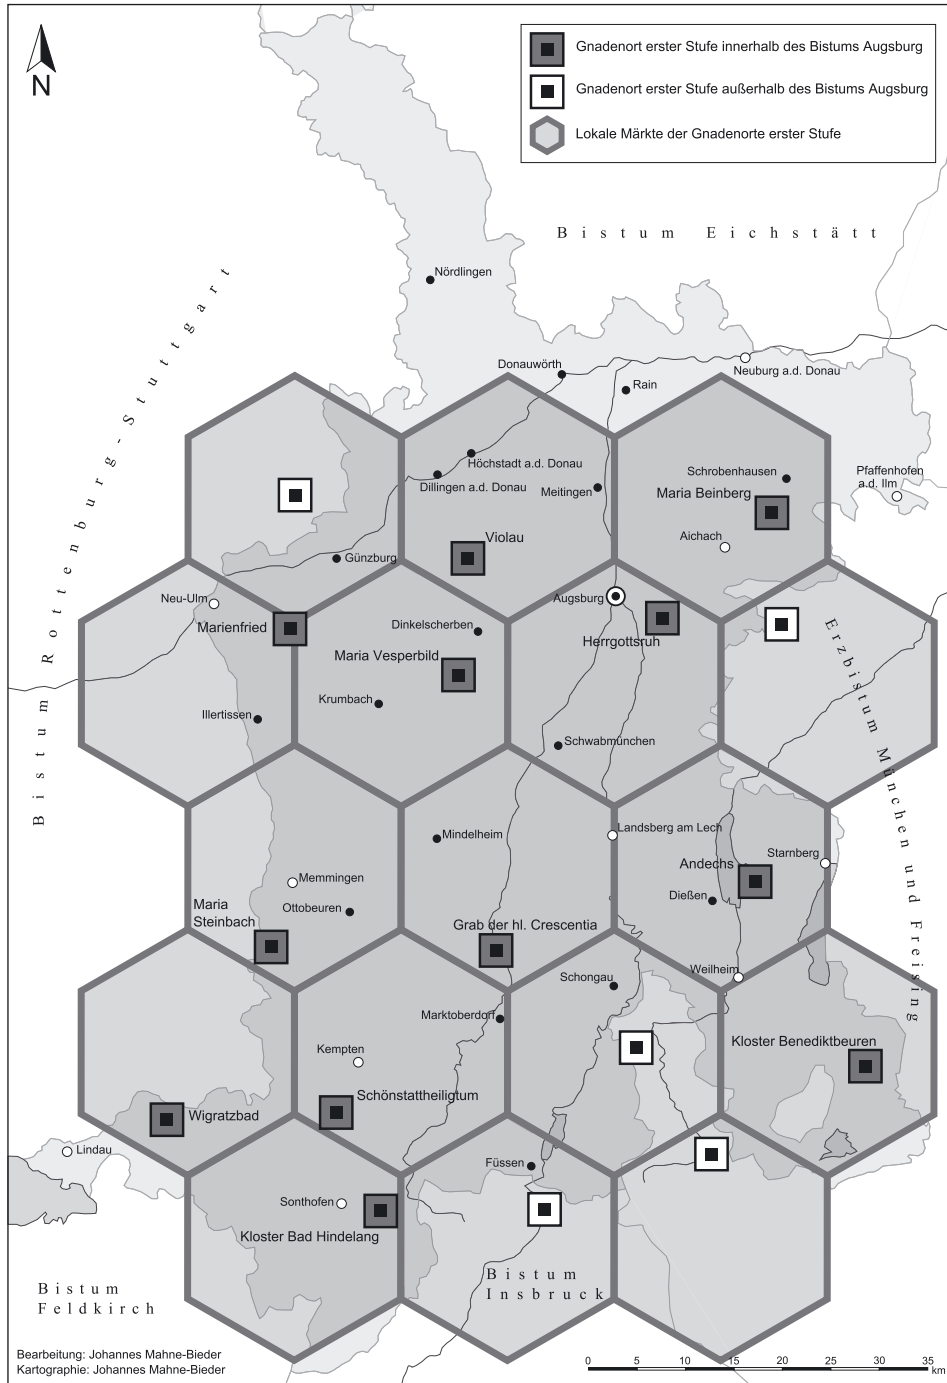 N
Gnadenort erster Stufe innerhalb des Bistums Augsburg
Gnadenort erster Stufe außerhalb des Bistums Augsburg
Lokale Märkte der Gnadenorte erster Stufe
Bistum Eichstätt
Bistum Rottenburg-Stuttgart
Nördlingen
Donauwörth
Neuburg a.d. Donau
Rain
Höchstadt a.d. Donau
Dillingen a.d. Donau
Meitingen
Schrobenhausen
Maria Beinberg
Pfaffenhofen
a.d. Ilm
Aichach
Violau
Günzburg
Neu-Ulm
Augsburg
Marienfried
Dinkelscherben
Herrgottsruh
Maria Vesperbild
Erzbistum München und Freising
Krumbach
Illertissen
Schwabmünchen
Mindelheim
Landsberg am Lech
Starnberg
Andechs
Memmingen
Dießen
Ottobeuren
Maria
Steinbach
Grab der hl. Crescentia
Weilheim
Schongau
Marktoberdorf
Kempten
Kloster Benediktbeuren
Schönstattheiligtum
Wigratzbad
Lindau
Füssen
Sonthofen
Kloster Bad Hindelang
Bistum
Insbruck
Bistum
Feldkirch
Bearbeitung: Johannes Mahne-Bieder
Kartographie: Johannes Mahne-Bieder
0 5 10 15 20 25 30 35
km